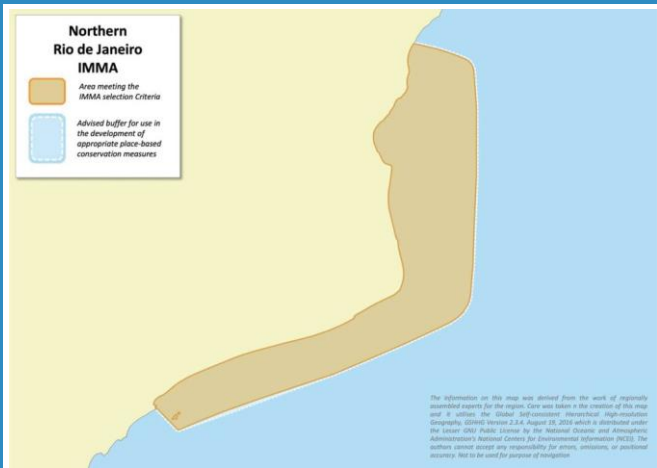 Northern
Rio de Janeiro
IMMA
Area meeting the
IMMA selection Criteria
Advised buffer for use in
the development of
appropriate place-based
conservation measures
The information on this map was derived from the work of regionally
assembled experts for the region. Care was taken n the creation of this map
and it utilises the Global Self-consistent Hierarchical High-resolution
Geography, GSHHG Version 2.3.4. August 19, 2016 which is distributed under
the Lesser GNU Public License by the National Oceanic and Atmospheric
Administration's National Centers for Environmental Information (NCEI). The
authors cannot accept any responsibility for errors, omissions, or positional
accuracy. Not to be used for purpose of navigation